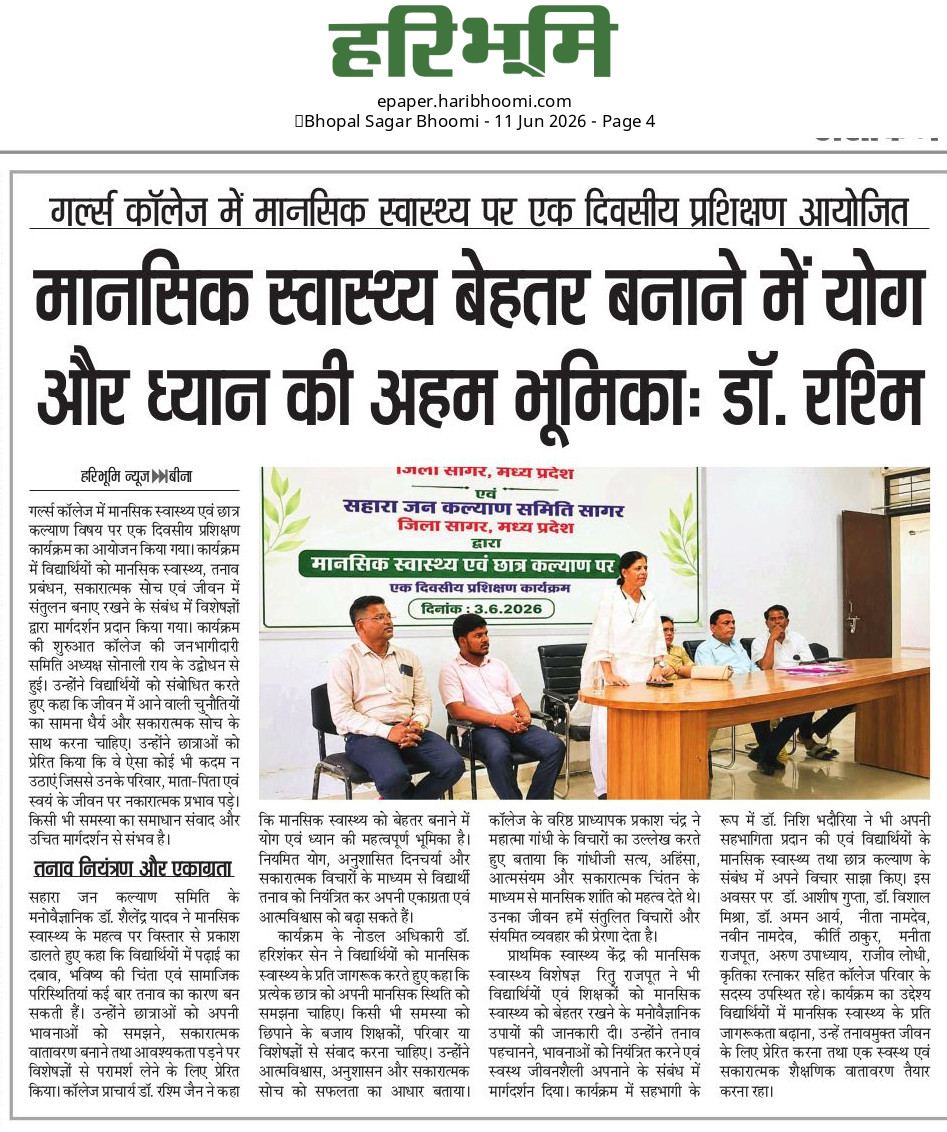 हरिभूमि
epaper.haribhoomi.com
Bhopal Sagar Bhoomi - 11 Jun 2026 - Page 4
गर्ल्स कॉलेज में मानसिक स्वास्थ्य पर एक दिवसीय प्रशिक्षण आयोजित
मानसिक स्वास्थ्य बेहतर बनाने में योग
और ध्यान की अहम भूमिकाः डॉ. रश्मि
हरिभूमि न्यूज बीना
गर्ल्स कॉलेज में मानसिक स्वास्थ्य एवं छात्र
कल्याण विषय पर एक दिवसीय प्रशिक्षण
कार्यक्रम का आयोजन किया गया। कार्यक्रम
में विद्यार्थियों को मानसिक स्वास्थ्य, तनाव
प्रबंधन, सकारात्मक सोच एवं जीवन में
संतुलन बनाए रखने के संबंध में विशेषज्ञों
द्वारा मार्गदर्शन प्रदान किया गया। कार्यक्रम
की शुरुआत कॉलेज की जनभागीदारी
समिति अध्यक्ष सोनाली राय के उद्बोधन से
हुई। उन्होंने विद्यार्थियों को संबोधित करते
हुए कहा कि जीवन में आने वाली चुनौतियों
का सामना धैर्य और सकारात्मक सोच के
साथ करना चाहिए। उन्होंने छात्राओं को
प्रेरित किया कि वे ऐसा कोई भी कदम न
उठाएं जिससे उनके परिवार, माता-पिता एवं
स्वयं के जीवन पर नकारात्मक प्रभाव पड़े।
किसी भी समस्या का समाधान संवाद और
उचित मार्गदर्शन से संभव है।
तनाव नियंत्रण और एकाग्रता
सहारा जन कल्याण समिति के
मनोवैज्ञानिक डॉ. शैलेंद्र यादव ने मानसिक
स्वास्थ्य के महत्व पर विस्तार से प्रकाश
डालते हुए कहा कि विद्यार्थियों में पढ़ाई का
दबाव, भविष्य की चिंता एवं सामाजिक
परिस्थितियां कई बार तनाव का कारण बन
सकती हैं। उन्होंने छात्राओं को अपनी
भावनाओं को समझने, सकारात्मक
वातावरण बनाने तथा आवश्यकता पड़ने पर
विशेषज्ञों से परामर्श लेने के लिए प्रेरित
किया। कॉलेज प्राचार्य डॉ. रश्मि जैन ने कहा
जिला सागर, मध्य प्रदेश
एवं
सहारा जन कल्याण समिति सागर
जिला सागर, मध्य प्रदेश
द्वारा
मानसिक स्वास्थ्य एवं छात्र कल्याण पर
एक दिवसीय प्रशिक्षण कार्यक्रम
दिनांक : 3.6.2026
कि मानसिक स्वास्थ्य को बेहतर बनाने में
योग एवं ध्यान की महत्वपूर्ण भूमिका है।
नियमित योग, अनुशासित दिनचर्या और
सकारात्मक विचारों के माध्यम से विद्यार्थी
तनाव को नियंत्रित कर अपनी एकाग्रता एवं
आत्मविश्वास को बढ़ा सकते हैं।
कार्यक्रम के नोडल अधिकारी डॉ.
हरिशंकर सेन ने विद्यार्थियों को मानसिक
स्वास्थ्य के प्रति जागरूक करते हुए कहा कि
प्रत्येक छात्र को अपनी मानसिक स्थिति को
समझना चाहिए। किसी भी समस्या को
छिपाने के बजाय शिक्षकों, परिवार या
विशेषज्ञों से संवाद करना चाहिए। उन्होंने
आत्मविश्वास, अनुशासन और सकारात्मक
सोच को सफलता का आधार बताया।
कॉलेज के वरिष्ठ प्राध्यापक प्रकाश चंद्र ने
महात्मा गांधी के विचारों का उल्लेख करते
हुए बताया कि गांधीजी सत्य, अहिंसा,
आत्मसंयम और सकारात्मक चिंतन के
माध्यम से मानसिक शांति को महत्व देते थे।
उनका जीवन हमें संतुलित विचारों और
संयमित व्यवहार की प्रेरणा देता है।
प्राथमिक स्वास्थ्य केंद्र की मानसिक
स्वास्थ्य विशेषज्ञ रितु राजपूत ने भी
विद्यार्थियों एवं शिक्षकों को मानसिक
स्वास्थ्य को बेहतर रखने के मनोवैज्ञानिक
उपायों की जानकारी दी। उन्होंने तनाव
पहचानने, भावनाओं को नियंत्रित करने एवं
स्वस्थ जीवनशैली अपनाने के संबंध में
मार्गदर्शन दिया। कार्यक्रम में सहभागी के
रूप में डॉ. निशि भदौरिया ने भी अपनी
सहभागिता प्रदान की एवं विद्यार्थियों के
मानसिक स्वास्थ्य तथा छात्र कल्याण के
संबंध में अपने विचार साझा किए। इस
अवसर पर डॉ. आशीष गुप्ता, डॉ. विशाल
मिश्रा, डॉ. अमन आर्य, नीता नामदेव,
नवीन नामदेव, कीर्ति ठाकुर, मनीता
राजपूत, अरुण उपाध्याय, राजीव लोधी,
कृतिका रत्नाकर सहित कॉलेज परिवार के
सदस्य उपस्थित रहे। कार्यक्रम का उद्देश्य
विद्यार्थियों में मानसिक स्वास्थ्य के प्रति
जागरूकता बढ़ाना, उन्हें तनावमुक्त जीवन
के लिए प्रेरित करना तथा एक स्वस्थ एवं
सकारात्मक शैक्षणिक वातावरण तैयार
करना रहा।